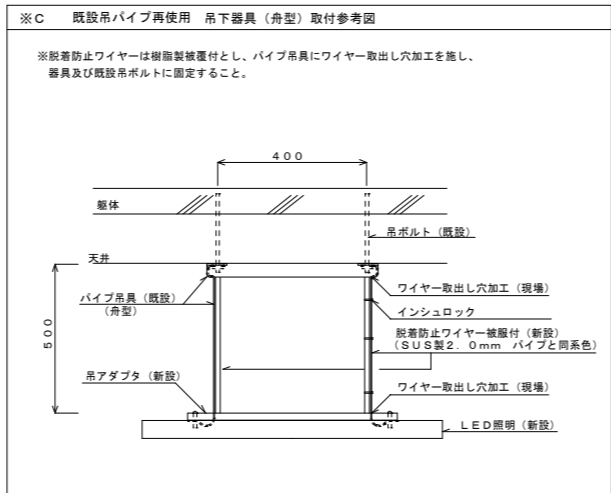 ※C 既設吊パイプ再使用 吊下器具（舟型）取付参考図
※脱着防止ワイヤーは樹脂製被覆付とし、パイプ吊具にワイヤー取出し穴加工を施し、
器具及び既設吊ボルトに固定すること。
400
躯体
吊ボルト（既設）
天井
ワイヤー取出し穴加工（現場）
パイプ吊具（既設）
（舟型）
インシュロック
脱着防止ワイヤー被服付（新設）
（SUS製2．0mm パイプと同系色）
500
吊アダプタ（新設）
ワイヤー取出し穴加工（現場）
LED照明（新設）